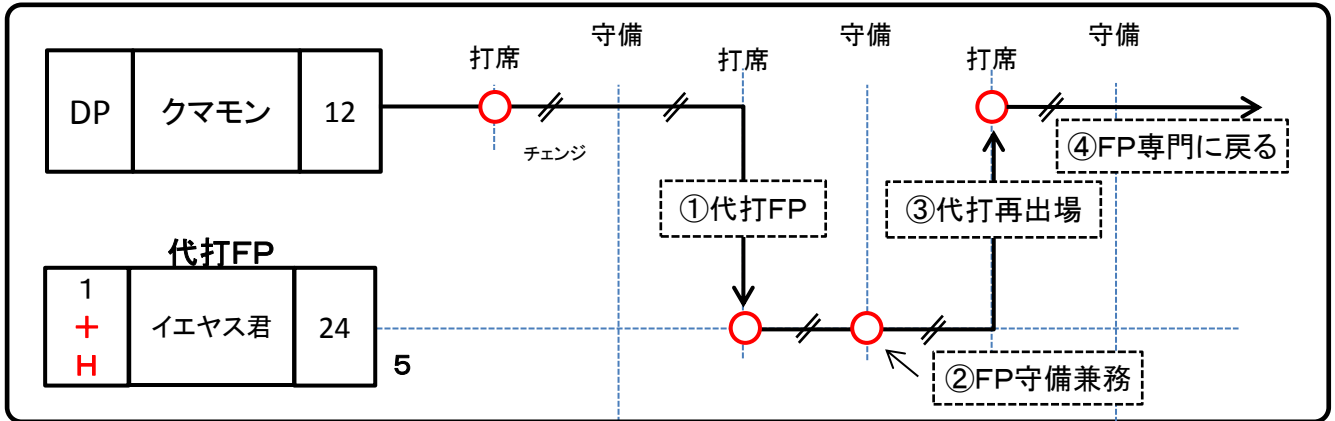 守備
守備
守備
打席
打席
打席
DP
クマモン
12
チェンジ
④FP専門に戻る
①代打FP
③代打再出場
代打FP
1
＋
H
イエヤス君
24
5
②FP守備兼務